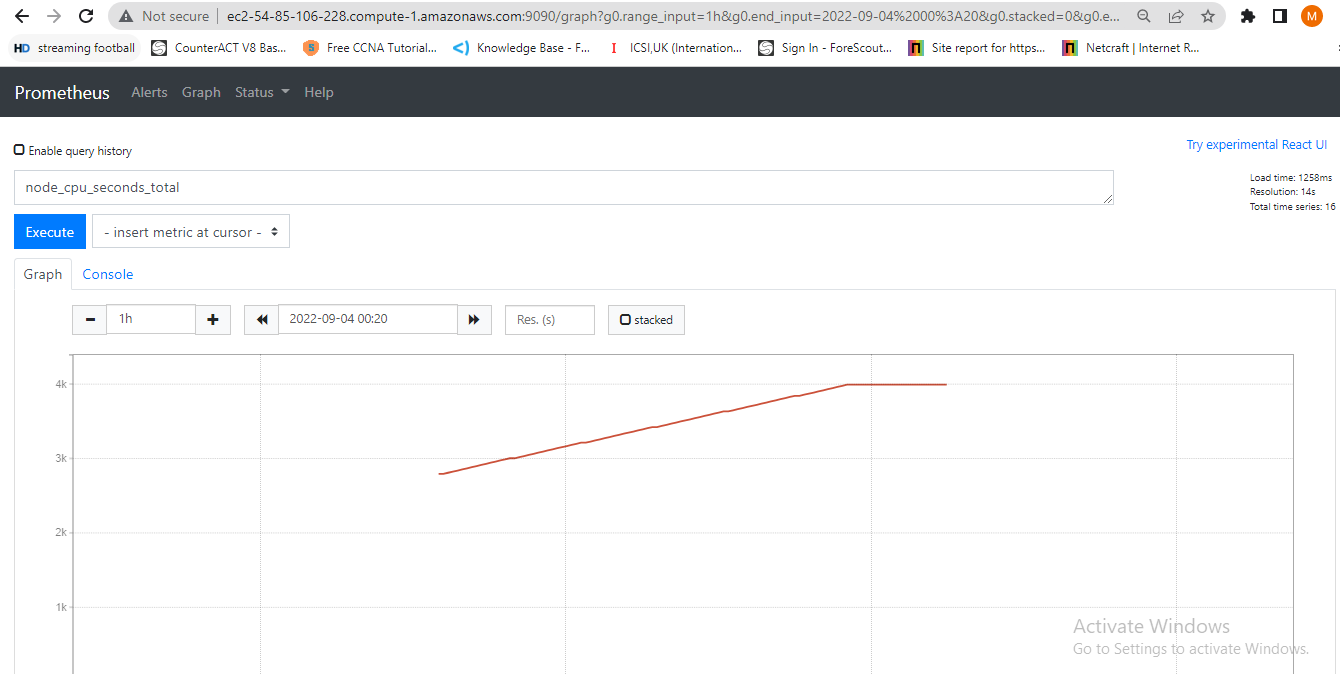 Not secure | ec2-54-85-106-228.compute-1.amazonaws.com:9090/graph?g0.range_input=1h&g0.end_input=2022-09-04%2000%3A20&g0.stacked=0&g0.e...
M
HD streaming football
CounterACT V8 Bas...
5 Free CCNA Tutorial...
Knowledge Base - F...
I ICSI,UK (Internation...
Sign In - ForeScout...
Site report for https...
Netcraft | Internet R...
Prometheus Alerts Graph Status Help
Enable query history
Try experimental React UI
node_cpu_seconds_total
Load time: 1258ms
Resolution: 14s
Total time series: 16
Execute - insert metric at cursor -
Graph Console
1h 2022-09-04 00:20 Res. (s) stacked
4k
3k
2k
1k
Activate Windows
Go to Settings to activate Windows.